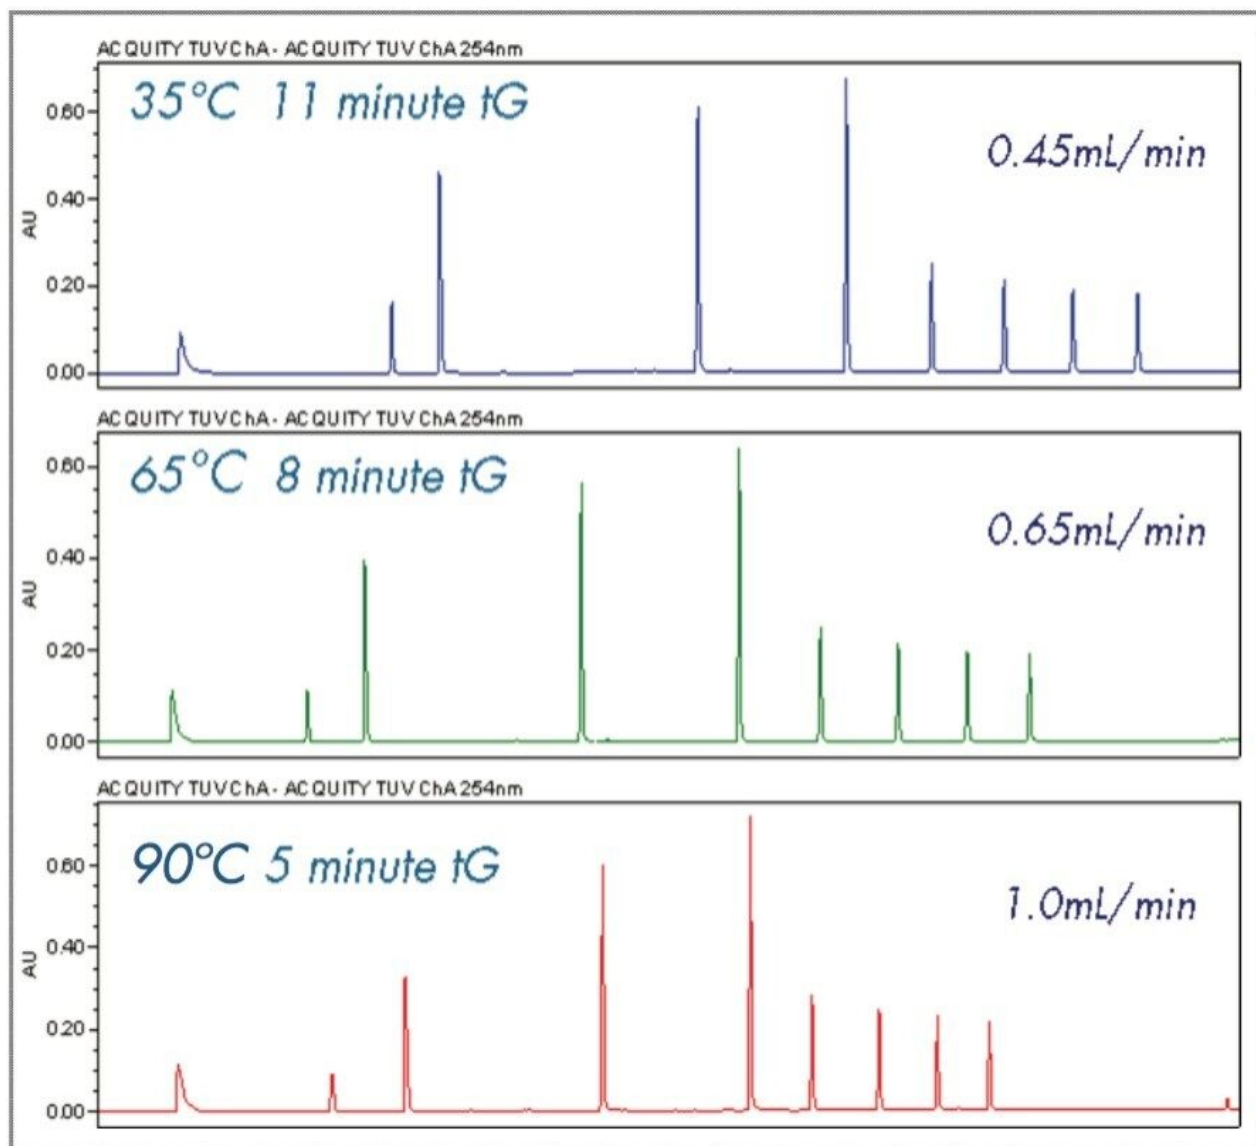 ACQUITY TUV ChA - ACQUITY TUV ChA 254nm
35°C 11 minute tG
0.60
0.45mL/min
0.40
AU
0.20
0.00
ACQUITY TUV ChA - ACQUITY TUV ChA 254nm
65°C 8 minute tG
0.60
0.65mL/min
0.40
AU
0.20
0.00
ACQUITY TUV ChA - ACQUITY TUV ChA 254nm
90°C 5 minute tG
0.60
1.0mL/min
0.40
AU
0.20
0.00